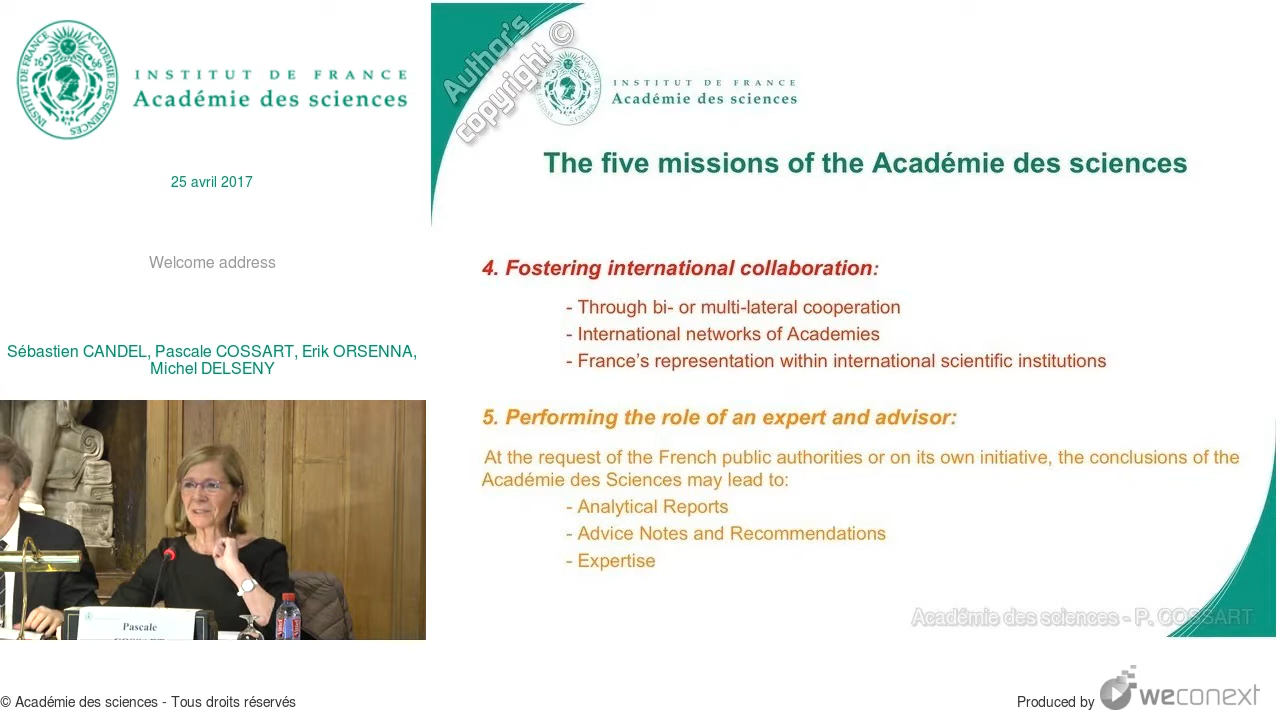 INSTITUT DE FRANCE
Académie des sciences
25 avril 2017
Welcome address
Sébastien CANDEL, Pascale COSSART, Erik ORSENNA,
Michel DELSENY
Pascale
Author's
copyright ©
INSTITUT DE FRANCE
Académie des sciences
The five missions of the Académie des sciences
4. Fostering international collaboration:
- Through bi- or multi-lateral cooperation
- International networks of Academies
- France's representation within international scientific institutions
5. Performing the role of an expert and advisor:
At the request of the French public authorities or on its own initiative, the conclusions of the
Académie des Sciences may lead to:
- Analytical Reports
- Advice Notes and Recommendations
- Expertise
Académie des sciences - P. COSSART
© Académie des sciences - Tous droits réservés
Produced by weconext